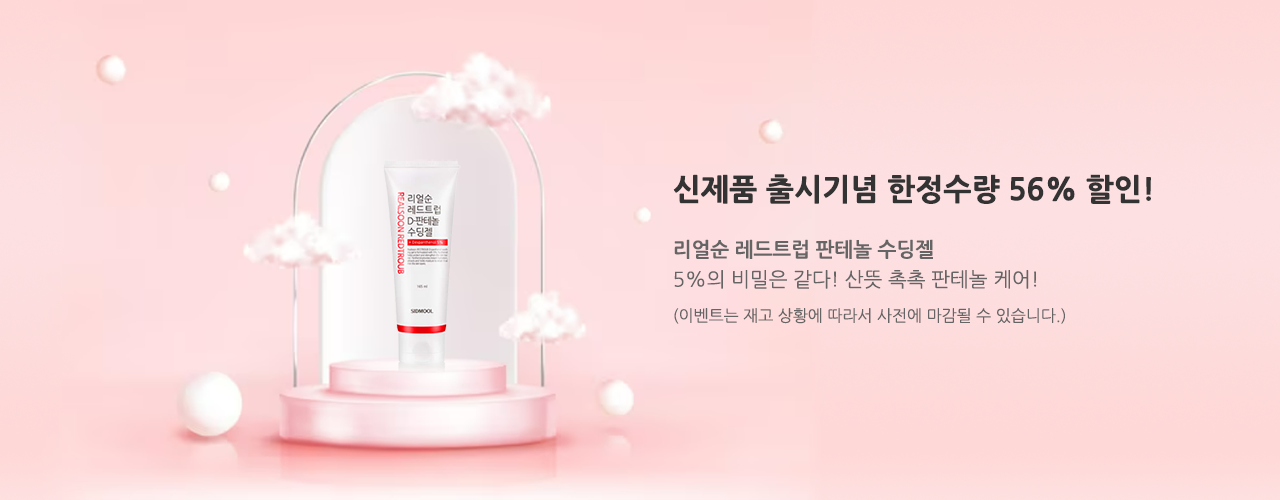 신제품 출시기념 한정수량 56% 할인!
리얼순 레드트럽 판테놀 수딩젤
5%의 비밀은 같다! 산뜻 촉촉 판테놀 케어!
(이벤트는 재고 상황에 따라서 사전에 마감될 수 있습니다.)
REALSOON REDTROUB
리얼순
레드트럽
D-판테놀
수딩젤
SIDMOOL